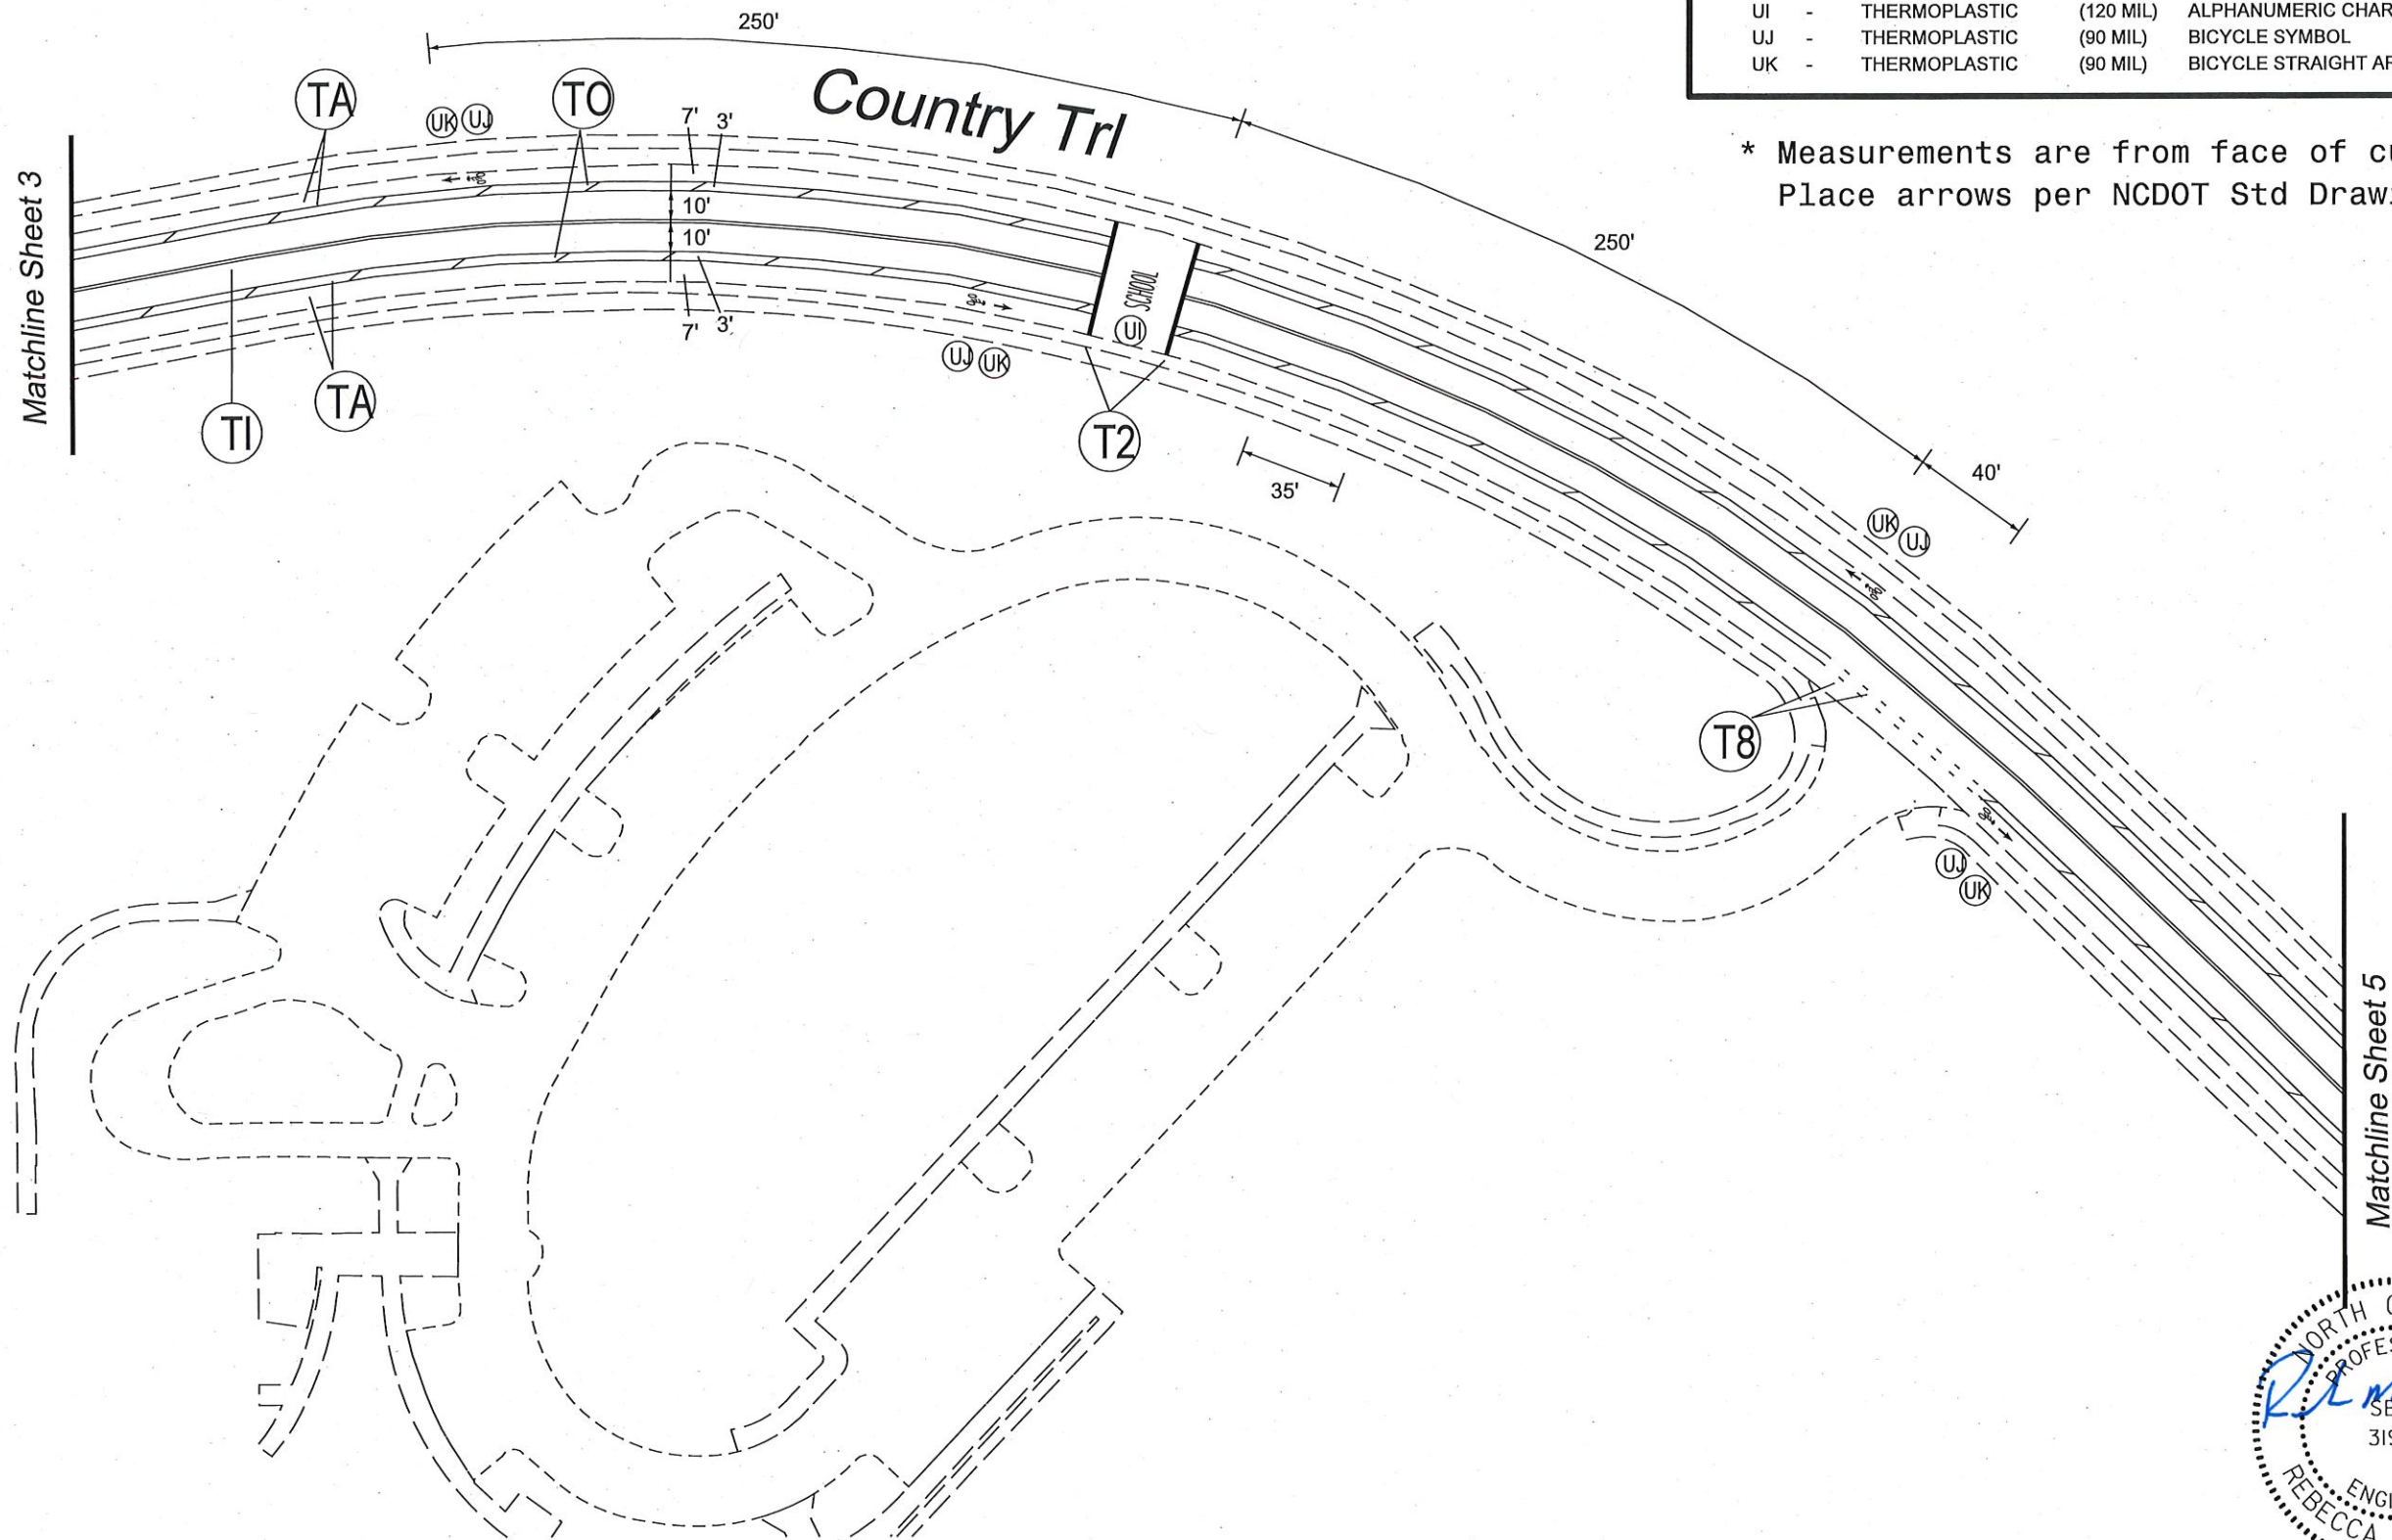 UI - THERMOPLASTIC (120 MIL) ALPHANUMERIC CHAR
UJ - THERMOPLASTIC (90 MIL) BICYCLE SYMBOL
UK - THERMOPLASTIC (90 MIL) BICYCLE STRAIGHT
* Measurements are from face of
Place arrows per NCDOT Std
250'
Country Trl
TA
UK UJ
TO
7' 3'
10'
10'
7' 3'
Matchline Sheet 3
TI
TA
SCHOOL
UI
UJ UK
T2
35'
250'
40'
UK
UJ
T8
UJ
UK
Matchline Sheet 5
NORTH
REBECCA